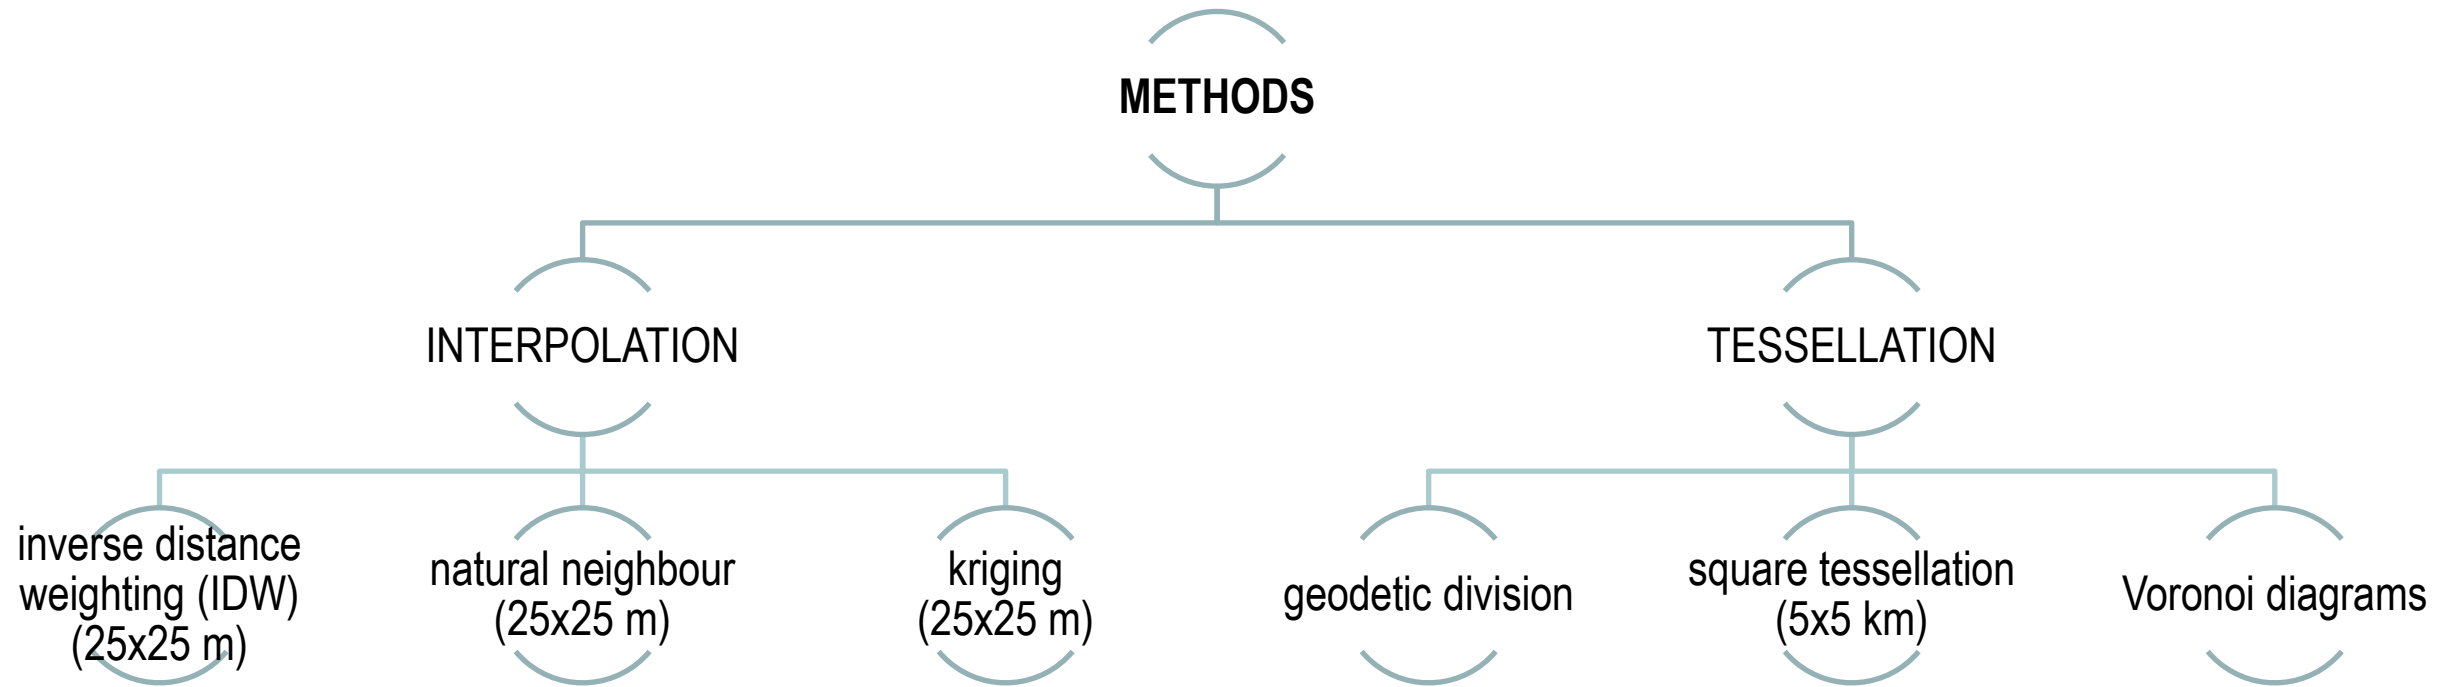 METHODS
INTERPOLATION
TESSELLATION
inverse distance
weighting (IDW)
(25x25 m)
natural neighbour
(25x25 m)
kriging
(25x25 m)
geodetic division
square tessellation
(5x5 km)
Voronoi diagrams